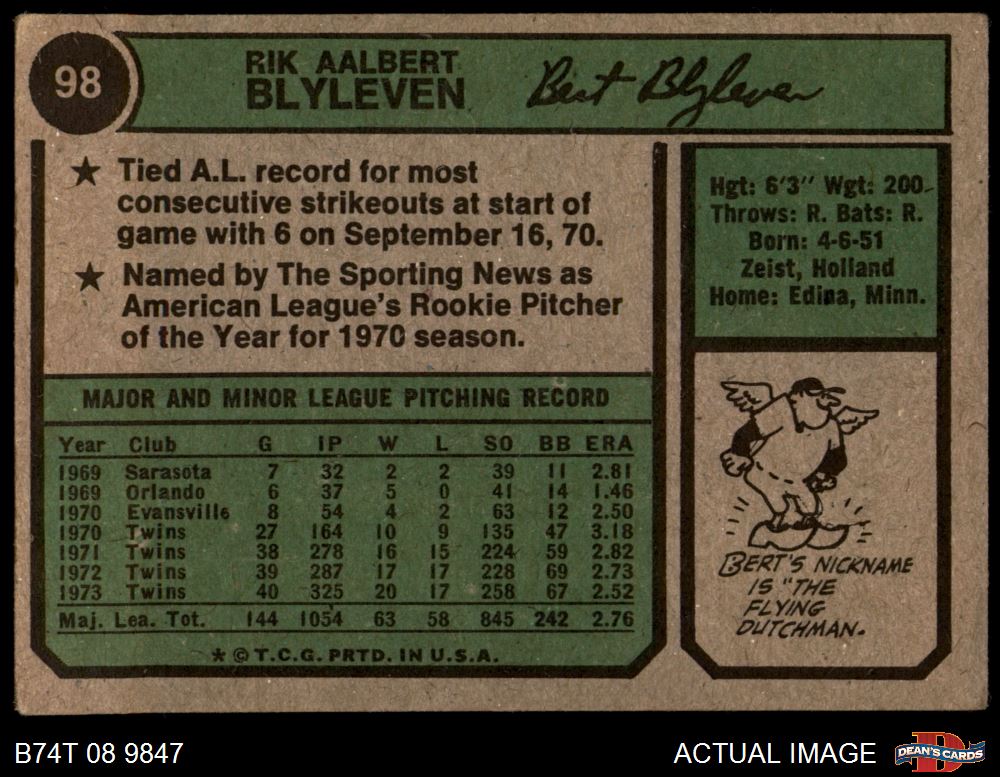 98
RIK AALBERT
BLYLEVEN
Bert Blyleven
★ Tied A.L. record for most
consecutive strikeouts at start of
game with 6 on September 16, 70.
★ Named by The Sporting News as
American League's Rookie Pitcher
of the Year for 1970 season.
Hgt: 6'3" Wgt: 200
Throws: R. Bats: R.
Born: 4-6-51
Zeist, Holland
Home: Edina, Minn.
MAJOR AND MINOR LEAGUE PITCHING RECORD
Year Club G IP W L SO BB ERA
1969 Sarasota 7 32 2 2 39 11 2.81
1969 Orlando 6 37 5 0 41 14 1.46
1970 Evansville 8 54 4 2 63 12 2.50
1970 Twins 27 164 10 9 135 47 3.18
1971 Twins 38 278 16 15 224 59 2.82
1972 Twins 39 287 17 17 228 69 2.73
1973 Twins 40 325 20 17 258 67 2.52
Maj. Lea. Tot. 144 1054 63 58 845 242 2.76
★ © T.C.G. PRTD. IN U.S.A.
BERT'S NICKNAME
IS "THE
FLYING
DUTCHMAN.
B74T 08 9847
ACTUAL IMAGE
DEAN'S CARDS